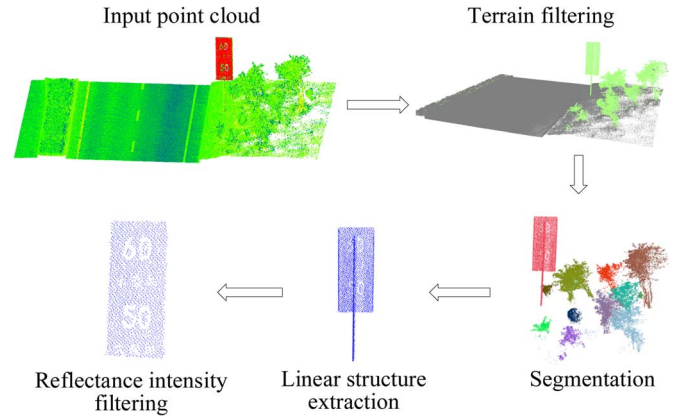 Input point cloud
Terrain filtering
60
50
60
50
Reflectance intensity
filtering
Linear structure
extraction
Segmentation